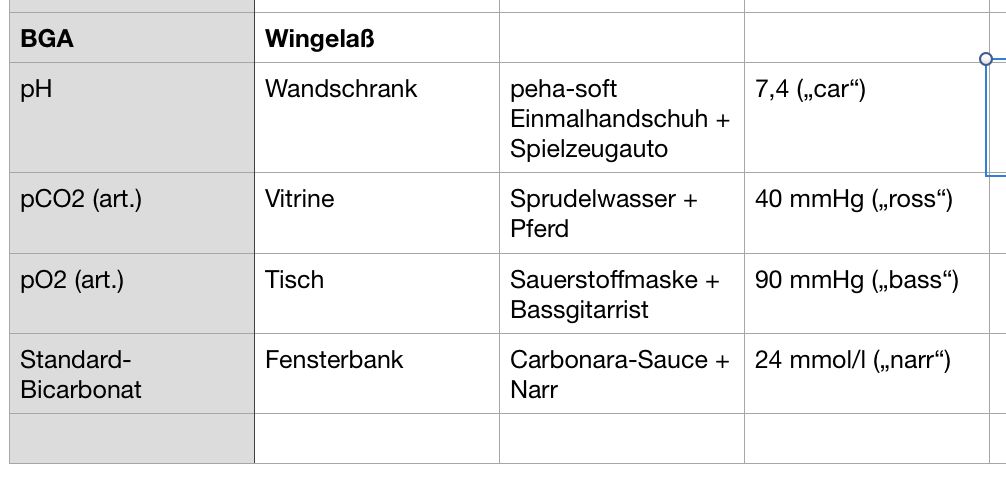 BGA
Wingelaß
pH
Wandschrank
peha-soft
Einmalhandschuh +
Spielzeugauto
7,4 („car“)
pCO2 (art.)
Vitrine
Sprudelwasser +
Pferd
40 mmHg („ross“)
pO2 (art.)
Tisch
Sauerstoffmaske +
Bassgitarrist
90 mmHg („bass“)
Standard-
Bicarbonat
Fensterbank
Carbonara-Sauce +
Narr
24 mmol/l („narr“)